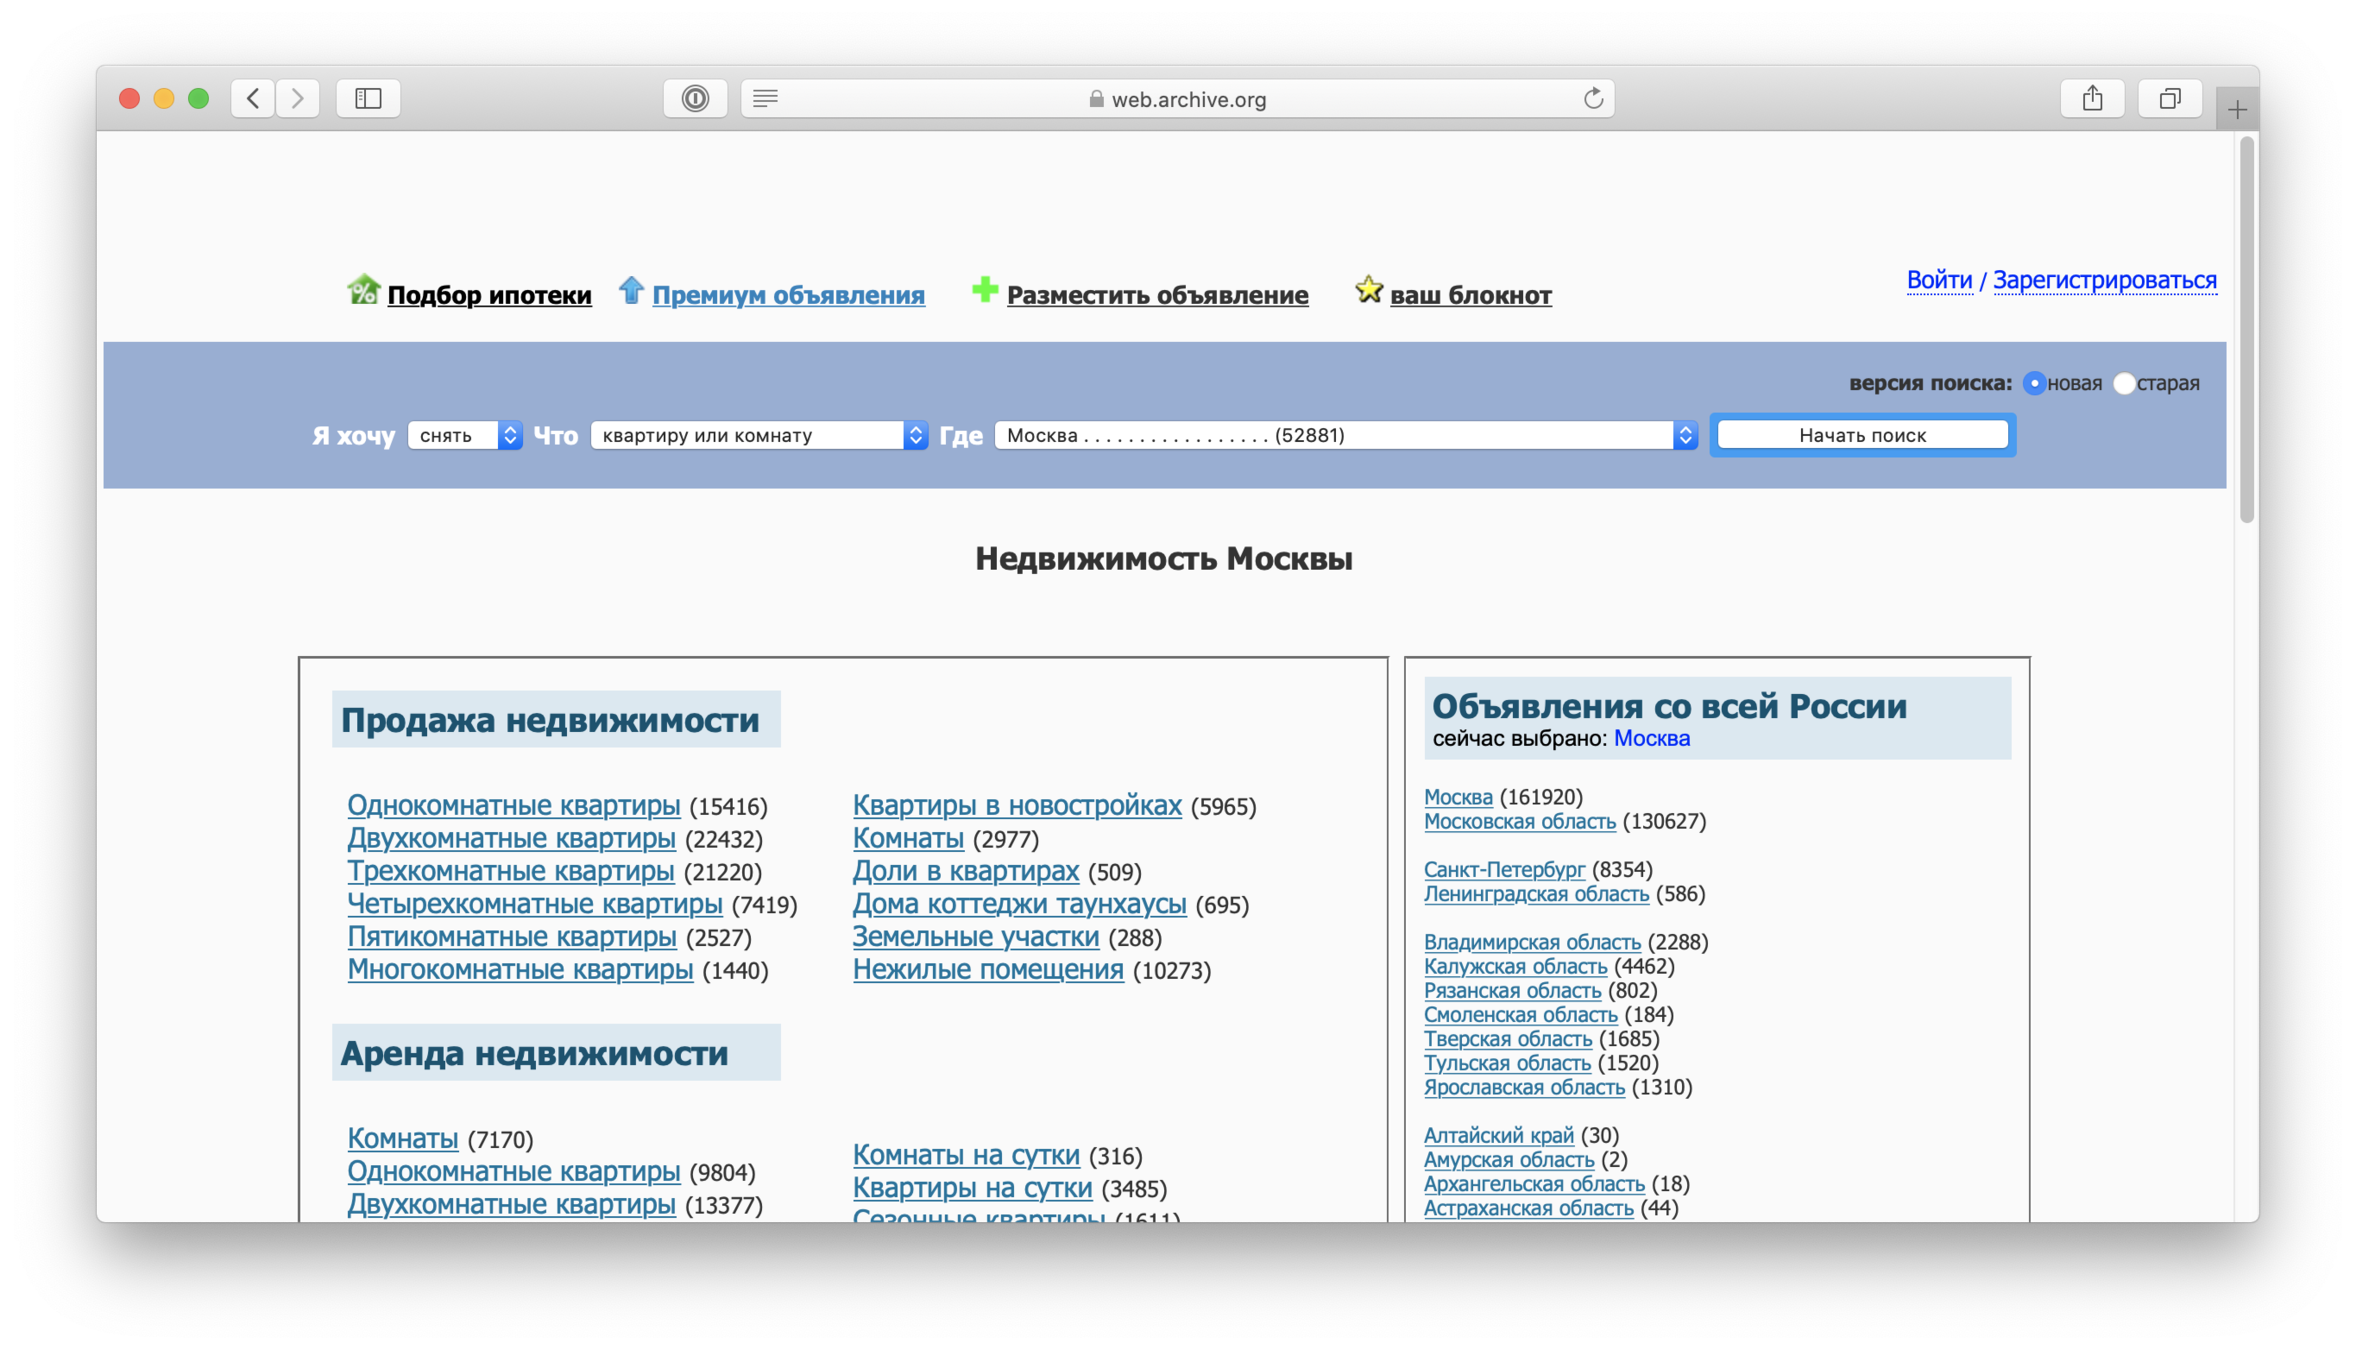 web.archive.org
Подбор ипотеки Премиум объявления Разместить объявление ваш блокнот Войти / Зарегистрироваться
версия поиска: новая старая
Я хочу снять Что квартиру или комнату Где Москва . . . . . . . . . . . . . . . . . (52881) Начать поиск
Недвижимость Москвы
Продажа недвижимости
Однокомнатные квартиры (15416)
Двухкомнатные квартиры (22432)
Трехкомнатные квартиры (21220)
Четырехкомнатные квартиры (7419)
Пятикомнатные квартиры (2527)
Многокомнатные квартиры (1440)
Квартиры в новостройках (5965)
Комнаты (2977)
Доли в квартирах (509)
Дома коттеджи таунхаусы (695)
Земельные участки (288)
Нежилые помещения (10273)
Аренда недвижимости
Комнаты (7170)
Однокомнатные квартиры (9804)
Двухкомнатные квартиры (13377)
Комнаты на сутки (316)
Квартиры на сутки (3485)
Сезонные квартиры (1611)
Объявления со всей России
сейчас выбрано: Москва
Москва (161920)
Московская область (130627)
Санкт-Петербург (8354)
Ленинградская область (586)
Владимирская область (2288)
Калужская область (4462)
Рязанская область (802)
Смоленская область (184)
Тверская область (1685)
Тульская область (1520)
Ярославская область (1310)
Алтайский край (30)
Амурская область (2)
Архангельская область (18)
Астраханская область (44)